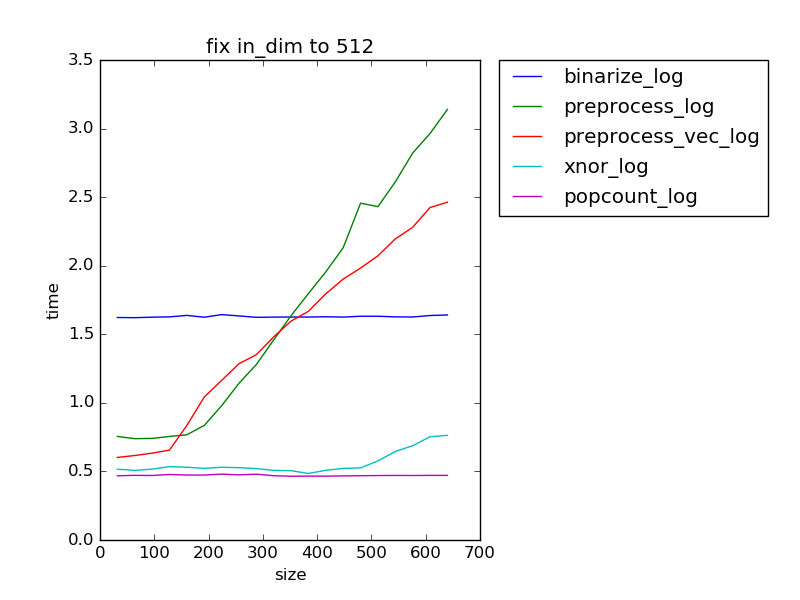 fix in_dim to 512
3.5
3.0
2.5
2.0
1.5
1.0
0.5
0.0
time
0 100 200 300 400 500 600 700
size
binarize_log
preprocess_log
preprocess_vec_log
xnor_log
popcount_log